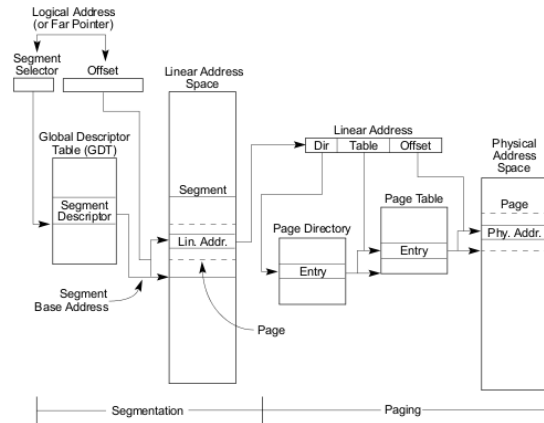 Logical Address
(or Far Pointer)
Segment
Selector
Offset
Linear Address
Space
Global Descriptor
Table (GDT)
Segment
Descriptor
Segment
Lin. Addr.
Segment
Base Address
Page
Linear Address
Dir
Table
Offset
Physical
Address
Space
Page Directory
Entry
Page Table
Entry
Page
Phy. Addr.
Segmentation
Paging